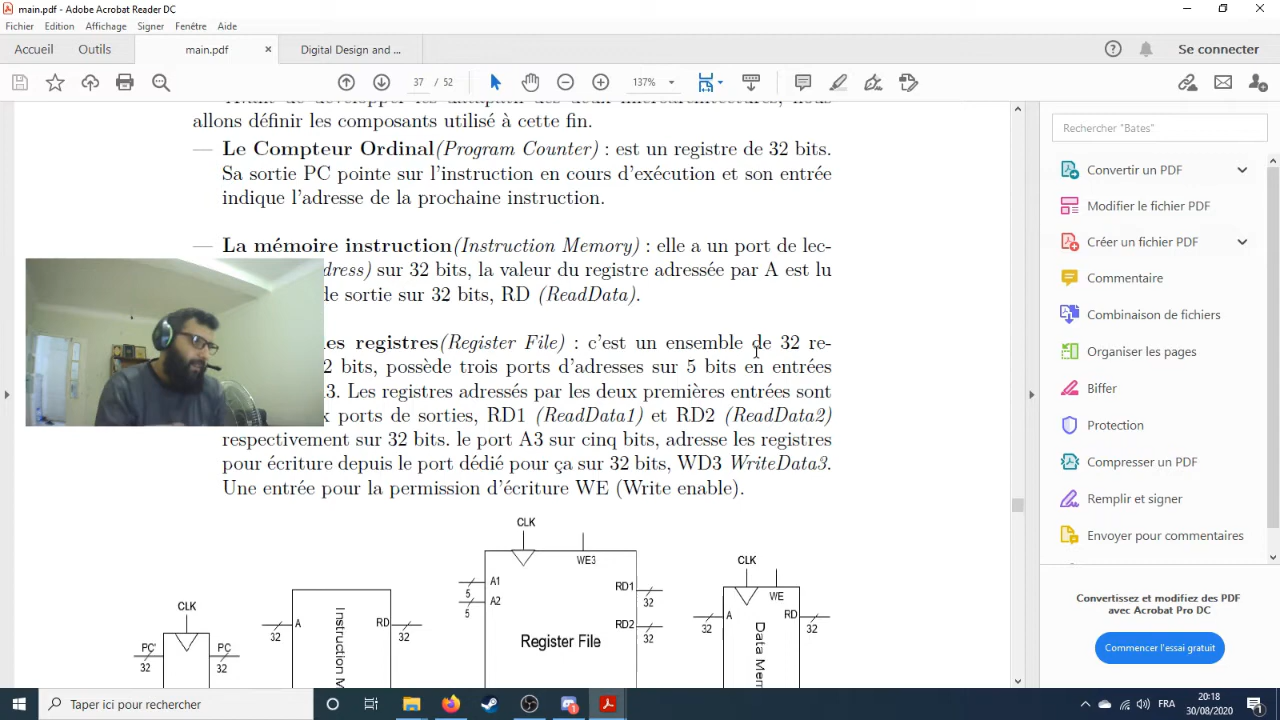 main.pdf - Adobe Acrobat Reader DC
Fichier Edition Affichage Signer Fenêtre Aide
Accueil Outils main.pdf × Digital Design and ... Se connecter
37 / 52 137%
allons définir les composants utilisé à cette fin.
— Le Compteur Ordinal(Program Counter) : est un registre de 32 bits.
Sa sortie PC pointe sur l'instruction en cours d'exécution et son entrée
indique l'adresse de la prochaine instruction.
— La mémoire instruction(Instruction Memory) : elle a un port de lec-
sur 32 bits, la valeur du registre adressée par A est lu
de sortie sur 32 bits, RD (ReadData).
registres(Register File) : c'est un ensemble de 32 re-
2 bits, possède trois ports d'adresses sur 5 bits en entrées
3. Les registres adressés par les deux premières entrées sont
ports de sorties, RD1 (ReadData1) et RD2 (ReadData2)
respectivement sur 32 bits. le port A3 sur cinq bits, adresse les registres
pour écriture depuis le port dédié pour ça sur 32 bits, WD3 WriteData3.
Une entrée pour la permission d'écriture WE (Write enable).
CLK
PC' PC
32 32
A RD
32 32
Instruction M
CLK
WE3
A1 RD1
5 32
A2
5 RD2
32
Register File
CLK
WE
A RD
32 32
Data Mem
Rechercher "Bates"
Convertir un PDF
Modifier le fichier PDF
Créer un fichier PDF
Commentaire
Combinaison de fichiers
Organiser les pages
Biffer
Protection
Compresser un PDF
Remplir et signer
Envoyer pour commentaires
Convertissez et modifiez des PDF
avec Acrobat Pro DC
Commencer l'essai gratuit
Taper ici pour rechercher
FRA
20:18
30/08/2020